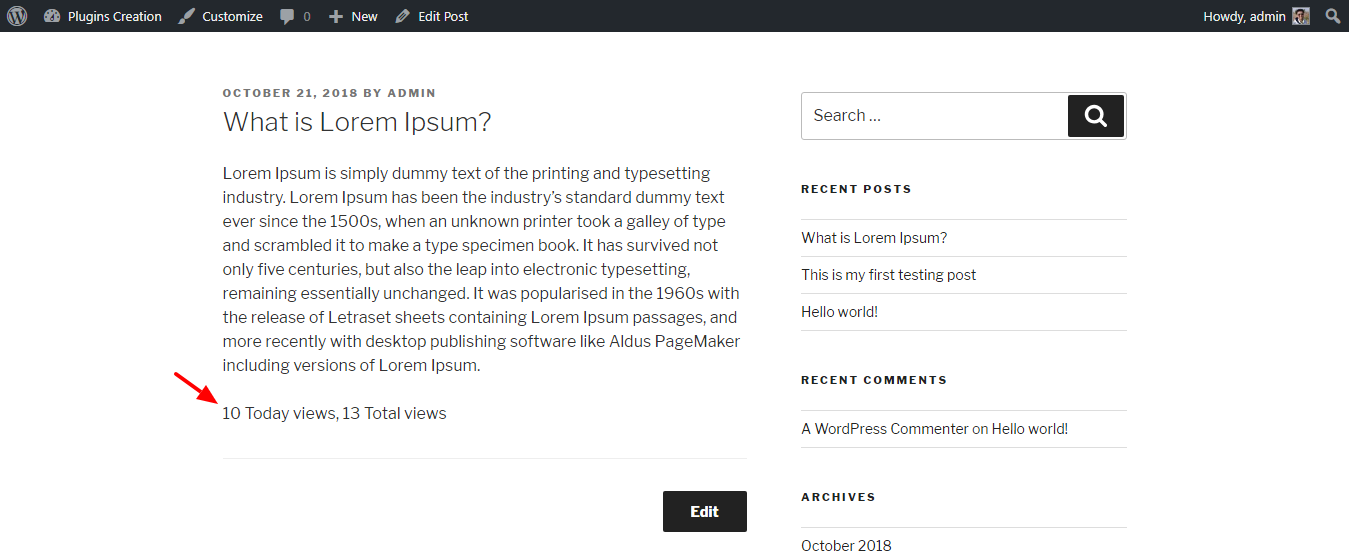 Plugins Creation Customize 0 New Edit Post Howdy, admin
OCTOBER 21, 2018 BY ADMIN
What is Lorem Ipsum?
Lorem Ipsum is simply dummy text of the printing and typesetting
industry. Lorem Ipsum has been the industry’s standard dummy text
ever since the 1500s, when an unknown printer took a galley of type
and scrambled it to make a type specimen book. It has survived not
only five centuries, but also the leap into electronic typesetting,
remaining essentially unchanged. It was popularised in the 1960s with
the release of Letraset sheets containing Lorem Ipsum passages, and
more recently with desktop publishing software like Aldus PageMaker
including versions of Lorem Ipsum.
10 Today views, 13 Total views
Edit
Search …
RECENT POSTS
What is Lorem Ipsum?
This is my first testing post
Hello world!
RECENT COMMENTS
A WordPress Commenter on Hello world!
ARCHIVES
October 2018